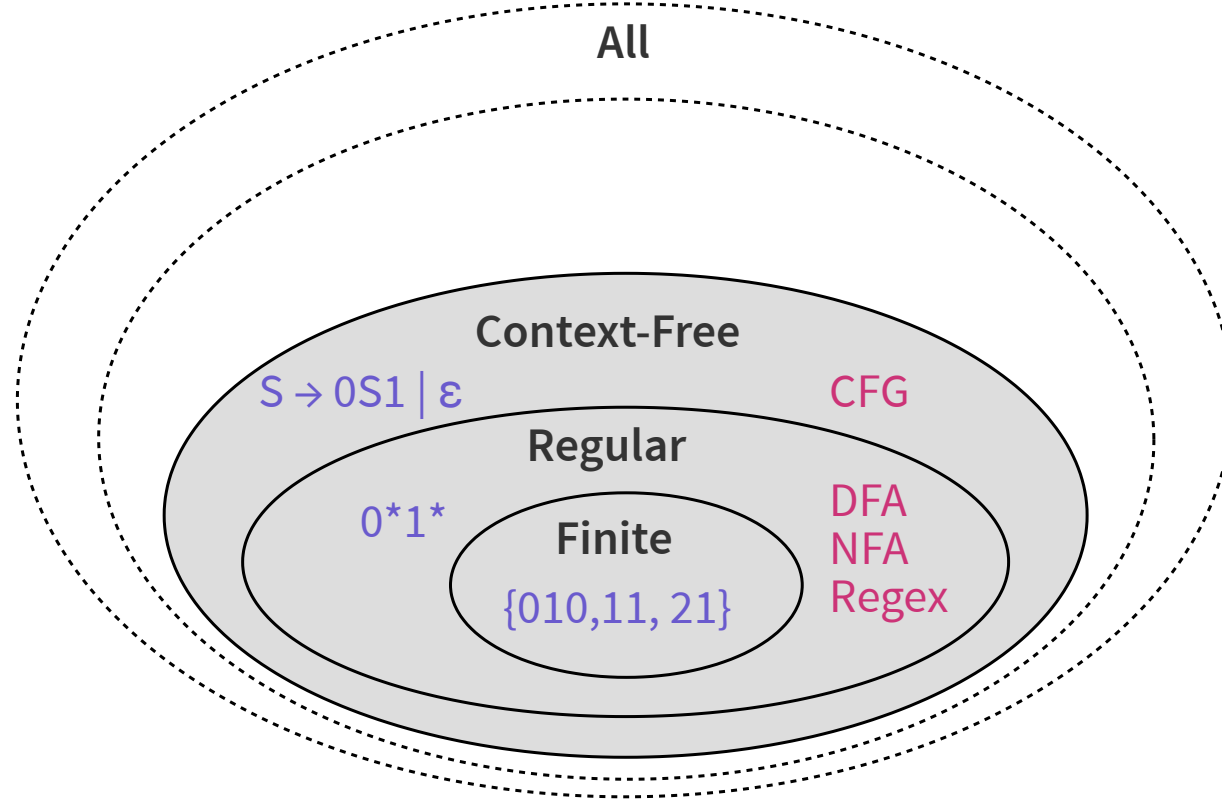 All
Context-Free
S → 0S1 | ε
CFG
Regular
0*1*
DFA
NFA
Regex
Finite
{010,11, 21}